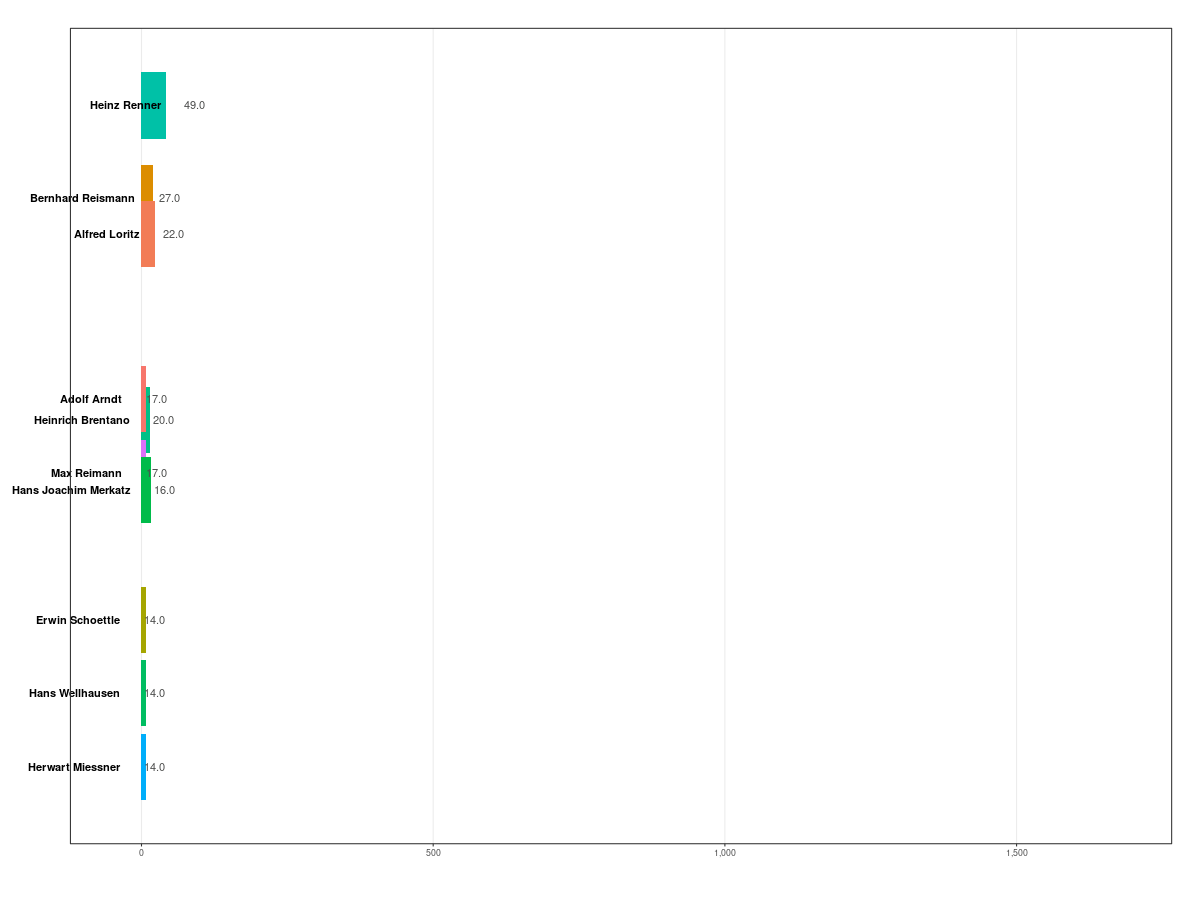 Heinz Renner 49.0
Bernhard Reismann 27.0
Alfred Loritz 22.0
Adolf Arndt 17.0
Heinrich Brentano 20.0
Max Reimann 17.0
Hans Joachim Merkatz 16.0
Erwin Schoettle 14.0
Hans Wellhausen 14.0
Herwart Miessner 14.0
0 500 1,000 1,500